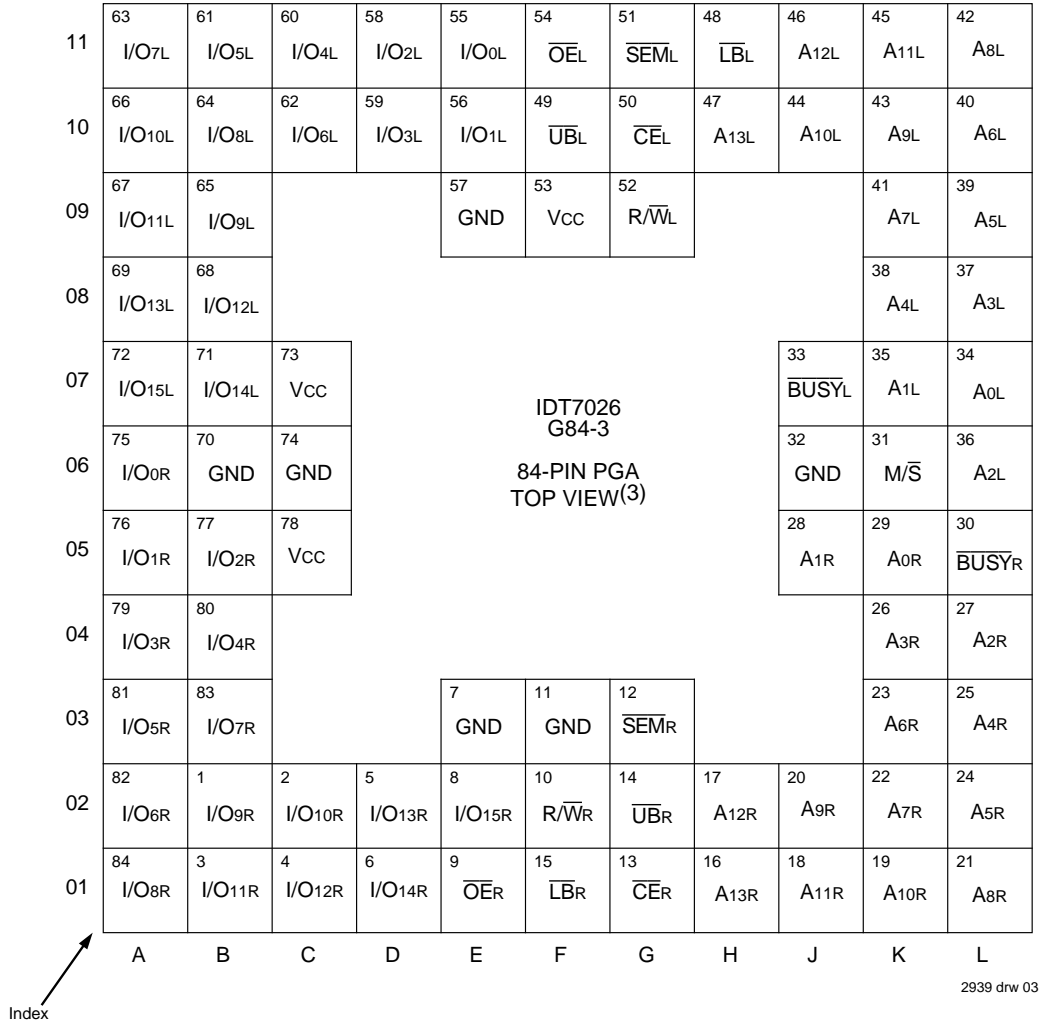 63 61 60 58 55 54 51 48 46 45 42
11 I/O7L I/O5L I/O4L I/O2L I/O0L OEL SEML LBL A12L A11L A8L
66 64 62 59 56 49 50 47 44 43 40
10 I/O10L I/O8L I/O6L I/O3L I/O1L UBL CEL A13L A10L A9L A6L
67 65 57 53 52 41 39
09 I/O11L I/O9L GND VCC R/WL A7L A5L
69 68 38 37
08 I/O13L I/O12L A4L A3L
72 71 73 33 35 34
07 I/O15L I/O14L VCC BUSYL A1L A0L
IDT7026
G84-3
75 70 74 32 31 36
06 I/O0R GND GND GND M/S A2L
84-PIN PGA
TOP VIEW(3)
76 77 78 28 29 30
05 I/O1R I/O2R VCC A1R A0R BUSYR
79 80 26 27
04 I/O3R I/O4R A3R A2R
81 83 7 11 12 23 25
03 I/O5R I/O7R GND GND SEMR A6R A4R
82 1 2 5 8 10 14 17 20 22 24
02 I/O6R I/O9R I/O10R I/O13R I/O15R R/WR UBR A12R A9R A7R A5R
84 3 4 6 9 15 13 16 18 19 21
01 I/O8R I/O11R I/O12R I/O14R OER LBR CER A13R A11R A10R A8R
A B C D E F G H J K L
2939 drw 03
Index